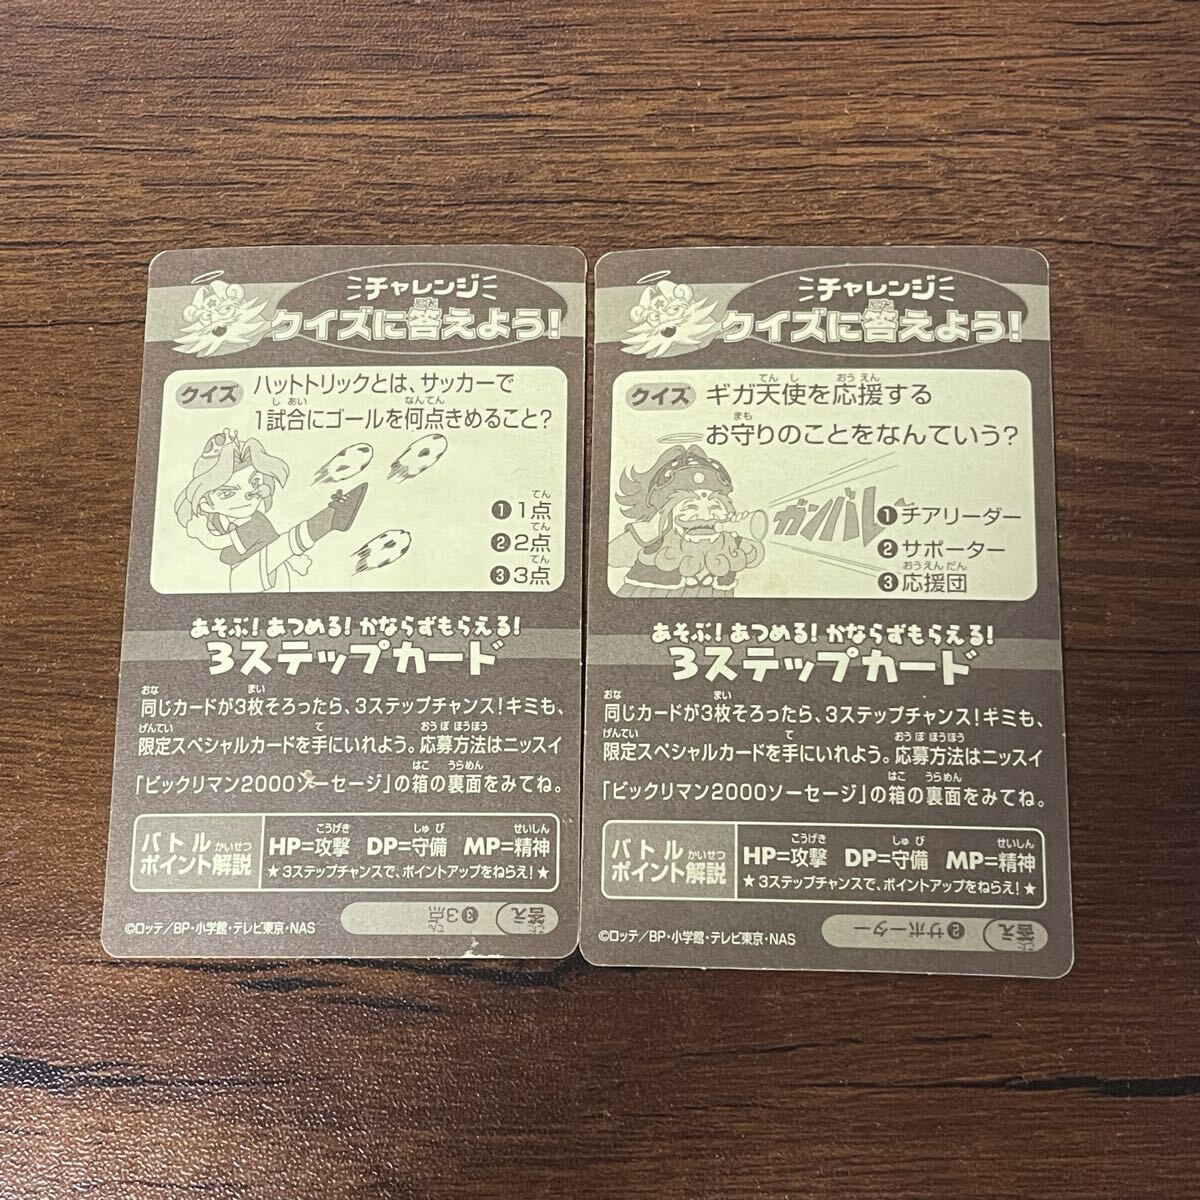 チャレンジ
クイズに答えよう!
クイズ
ハットトリックとは、サッカーで
1試合にゴールを何点きめること?
❶1点
❷2点
❸3点
あそぶ!あつめる!かならずもらえる!
3ステップカード
同じカードが3枚そろったら、3ステップチャンス!キミも、
限定スペシャルカードを手にいれよう。応募方法はニッスイ
「ビックリマン2000ソーセージ」の箱の裏面をみてね。
バトル
ポイント解説
HP=攻撃 DP=守備 MP=精神
★3ステップチャンスで、ポイントアップをねらえ!★
答え ❸3点
©ロッテ/BP・小学館・テレビ東京・NAS
チャレンジ
クイズに答えよう!
クイズ
ギガ天使を応援する
お守りのことをなんていう?
ガンバレ
❶チアリーダー
❷サポーター
❸応援団
あそぶ!あつめる!かならずもらえる!
3ステップカード
同じカードが3枚そろったら、3ステップチャンス!キミも、
限定スペシャルカードを手にいれよう。応募方法はニッスイ
「ビックリマン2000ソーセージ」の箱の裏面をみてね。
バトル
ポイント解説
HP=攻撃 DP=守備 MP=精神
★3ステップチャンスで、ポイントアップをねらえ!★
答え ❷サポーター
©ロッテ/BP・小学館・テレビ東京・NAS